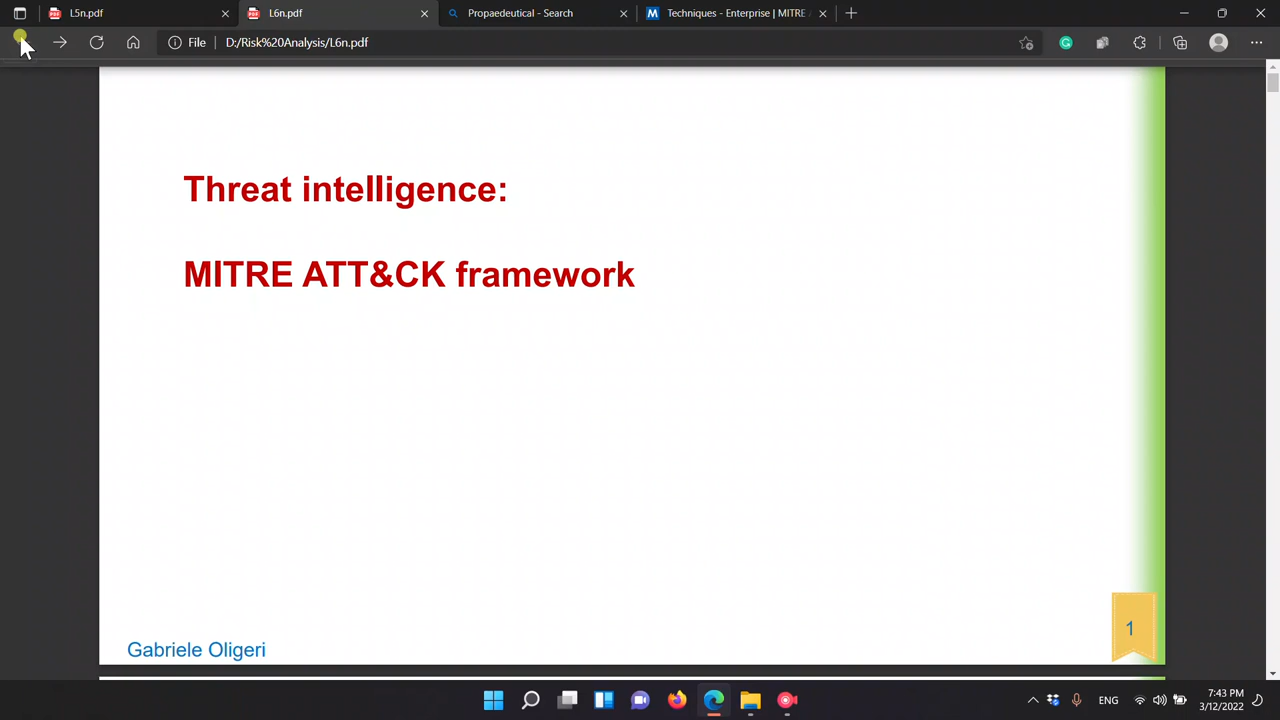 L5n.pdf
L6n.pdf
Propaedeutical - Search
Techniques - Enterprise | MITRE
File
D:/Risk%20Analysis/L6n.pdf
Threat intelligence:
MITRE ATT&CK framework
1
Gabriele Oligeri
ENG
7:43 PM
3/12/2022